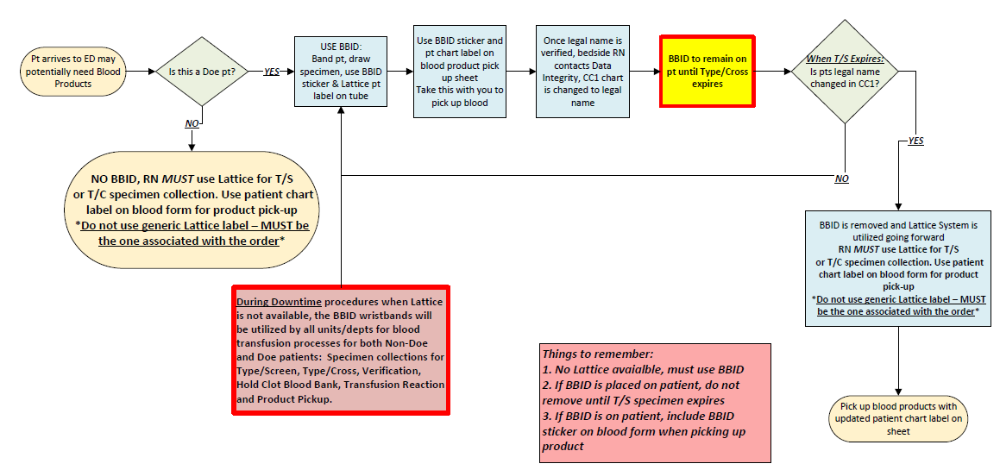 Pt arrives to ED may
potentially need Blood
Products
Is this a Doe pt?
YES
NO
NO BBID, RN MUST use Lattice for T/S
or T/C specimen collection. Use patient
chart label on blood form for product pick-up
*Do not use generic Lattice label – MUST be
the one associated with the order*
USE BBID:
Band pt, draw
specimen, use BBID
sticker & Lattice pt
label on tube
Use BBID sticker and
pt chart label on
blood product pick
up sheet
Take this with you to
pick up blood
Once legal name is
verified, bedside RN
contacts Data
Integrity, CC1 chart
is changed to legal
name
BBID to remain on
pt until Type/Cross
expires
When T/S Expires:
Is pts legal name
changed in CC1?
YES
NO
BBID is removed and Lattice System is
utilized going forward
RN MUST use Lattice for T/S
or T/C specimen collection. Use patient
chart label on blood form for product
pick-up
*Do not use generic Lattice label – MUST
be the one associated with the order*
Pick up blood products with
updated patient chart label on
sheet
During Downtime procedures when Lattice
is not available, the BBID wristbands will
be utilized by all units/depts for blood
transfusion processes for both Non-Doe
and Doe patients:  Specimen collections for
Type/Screen, Type/Cross, Verification,
Hold Clot Blood Bank, Transfusion Reaction
and Product Pickup.
Things to remember:
1. No Lattice avaialble, must use BBID
2. If BBID is placed on patient, do not
remove until T/S specimen expires
3. If BBID is on patient, include BBID
sticker on blood form when picking up
product